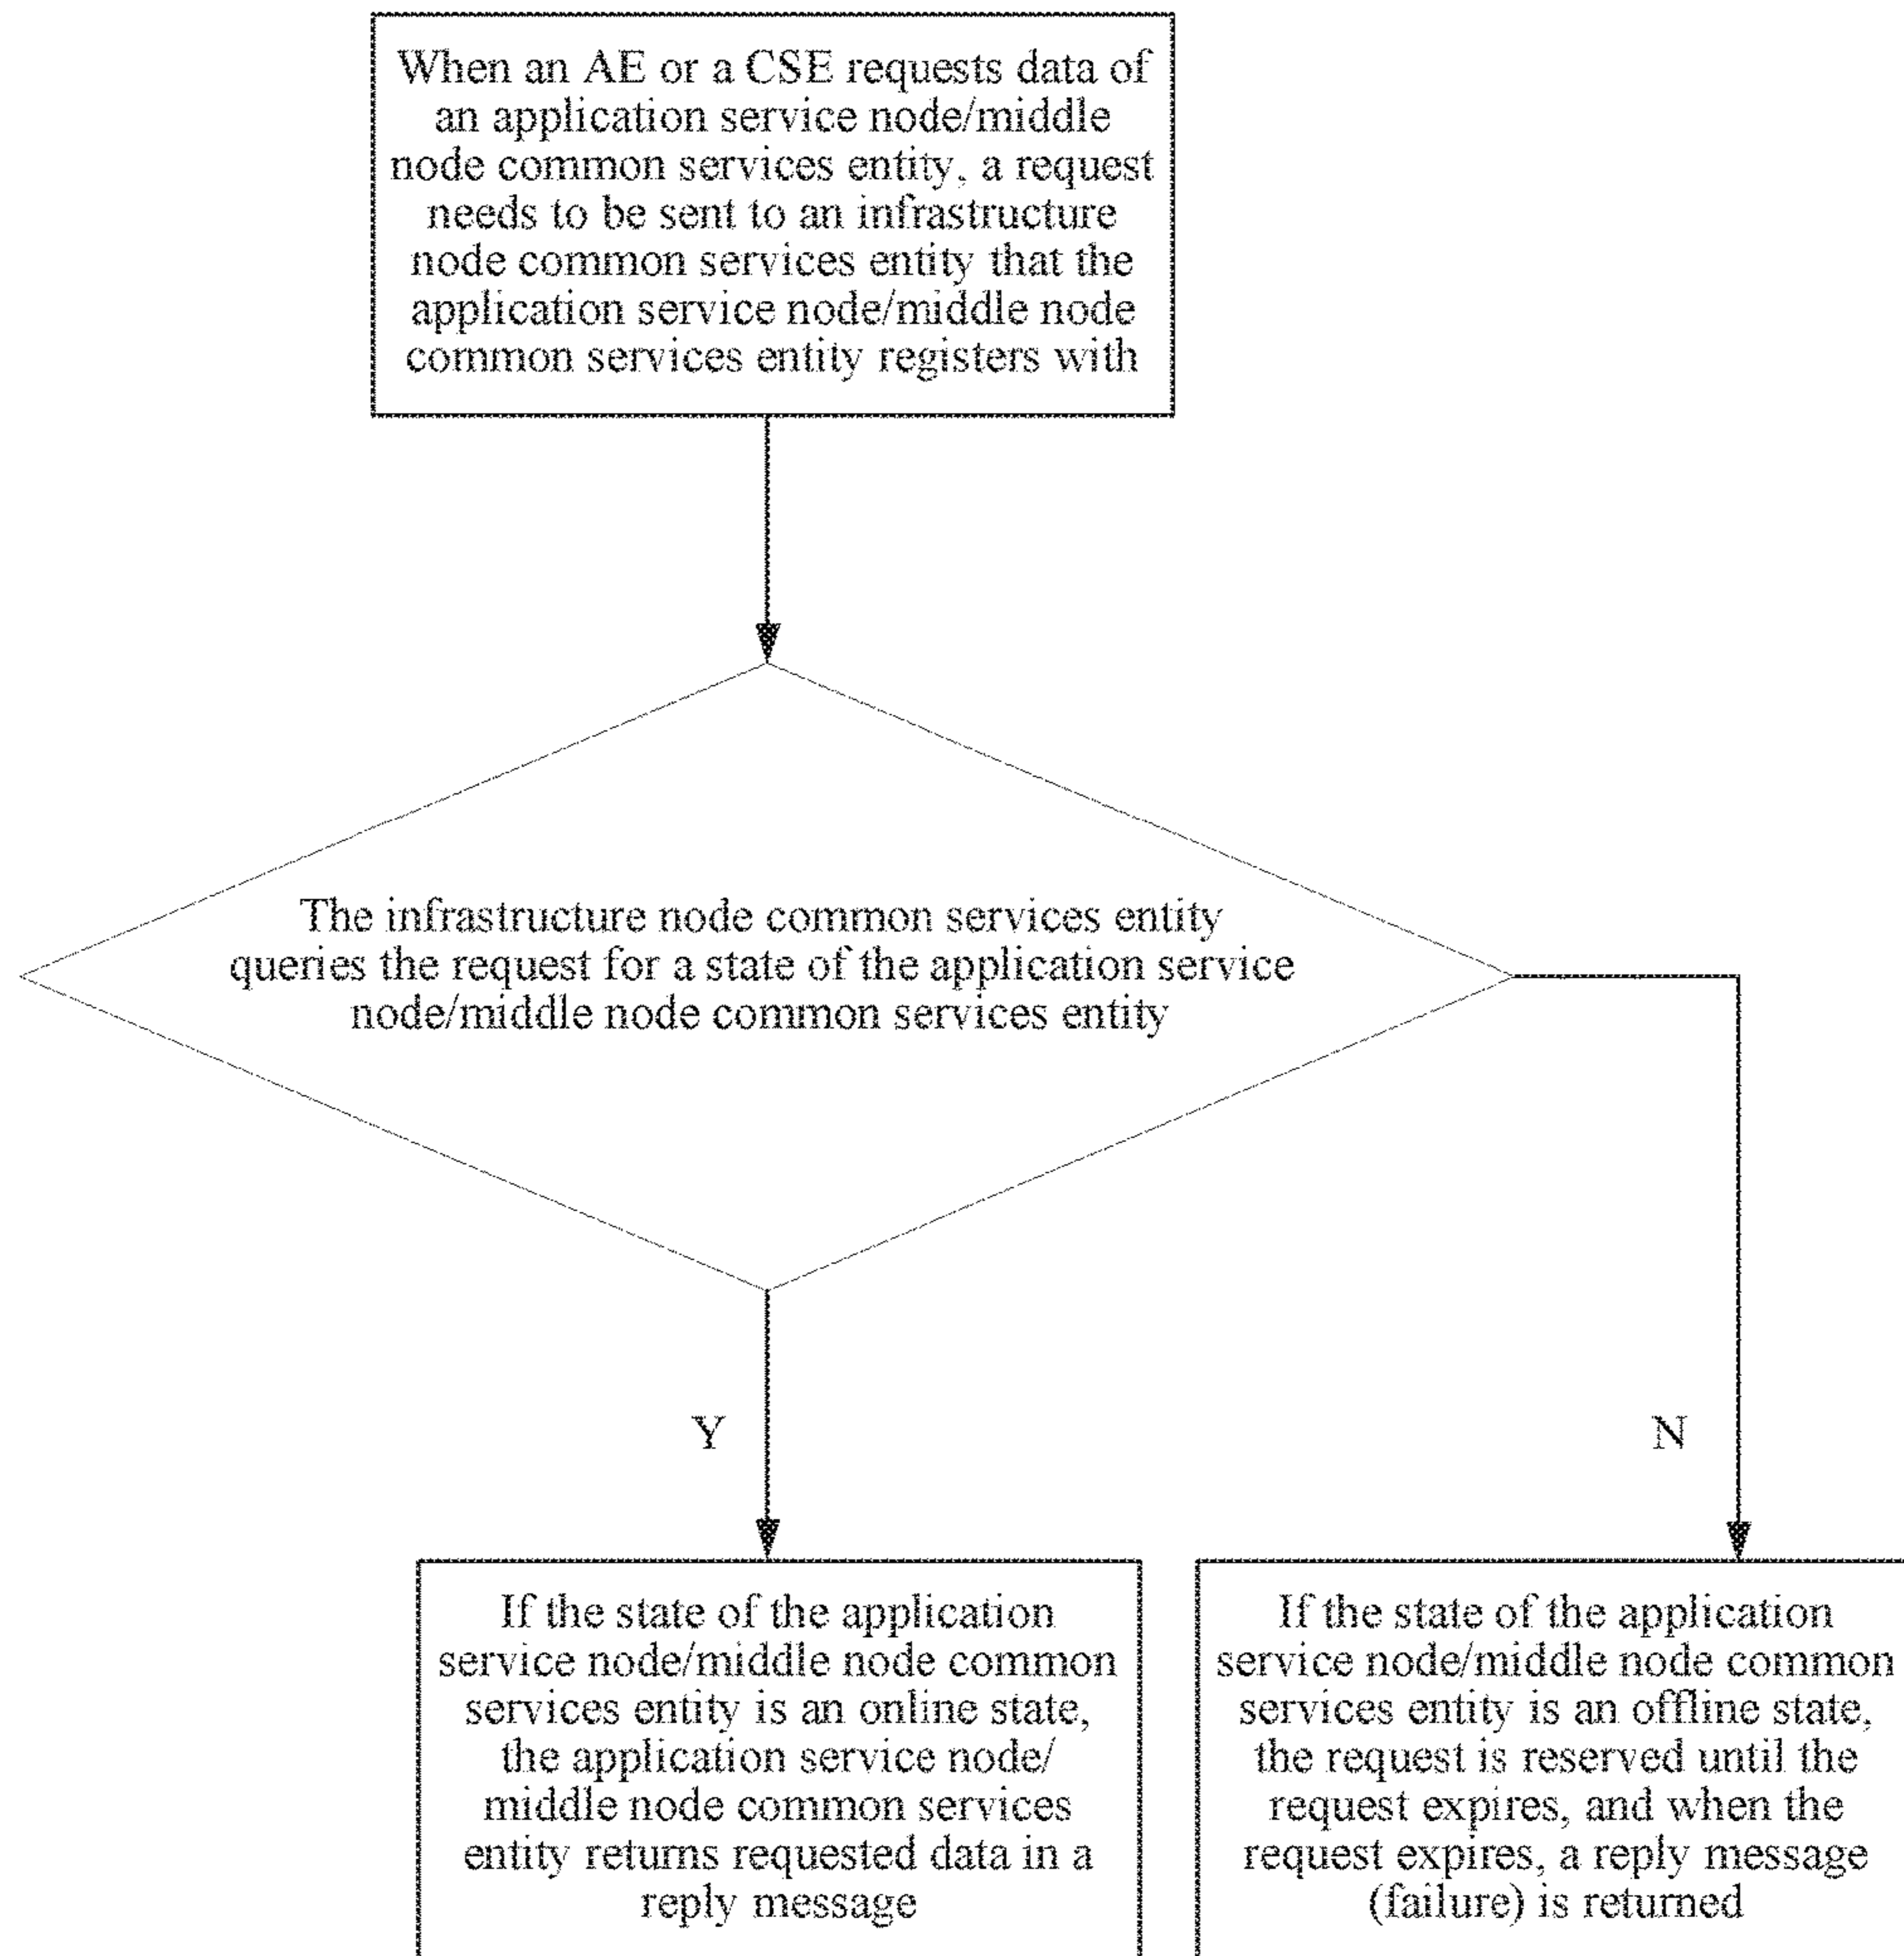 When an AE or a CSE requests data of
an application service node/middle
node common services entity, a request
needs to be sent to an infrastructure
node common services entity that the
application service node/middle node
common services entity registers with
The infrastructure node common services entity
queries the request for a state of the application service
node/middle node common services entity
Y
N
If the state of the application
service node/middle node common
services entity is an online state,
the application service node/
middle node common services
entity returns requested data in a
reply message
If the state of the application
service node/middle node common
services entity is an offline state,
the request is reserved until the
request expires, and when the
request expires, a reply message
(failure) is returned